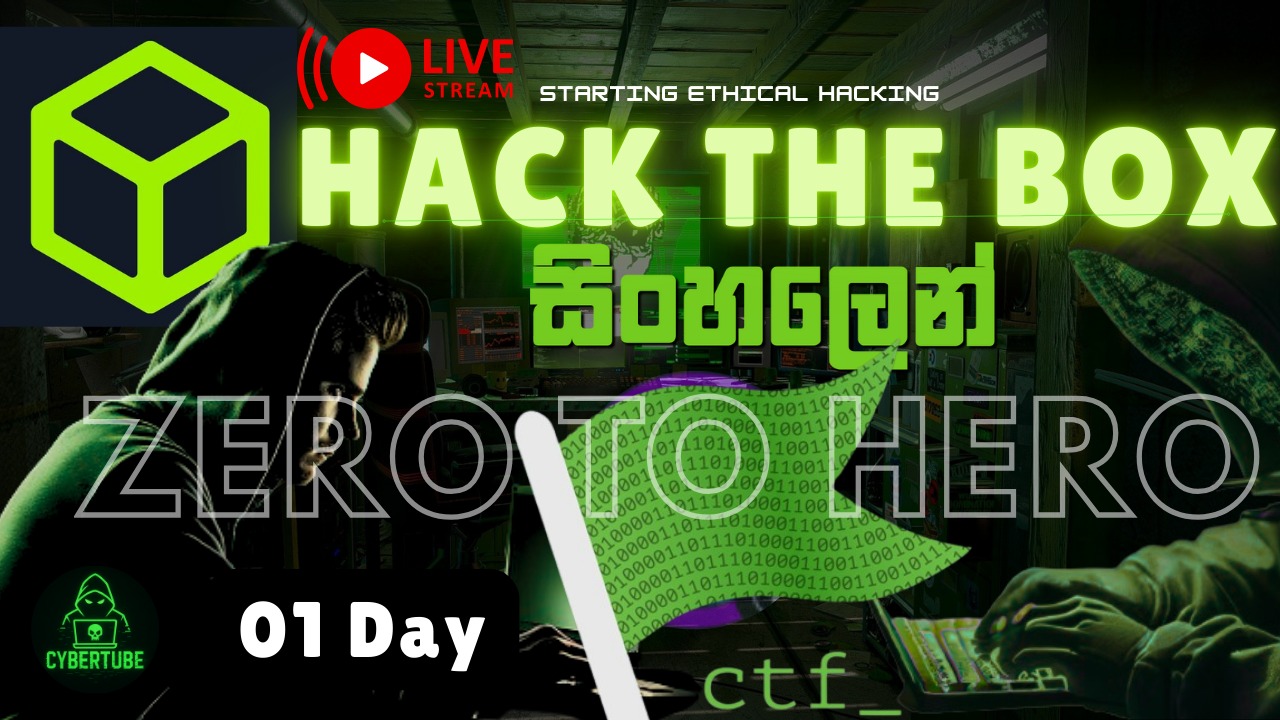 LIVE
STREAM
STARTING ETHICAL HACKING
HACK THE BOX
සිංහලෙන්
ZERO TO HERO
01 Day
CYBERTUBE
ctf_